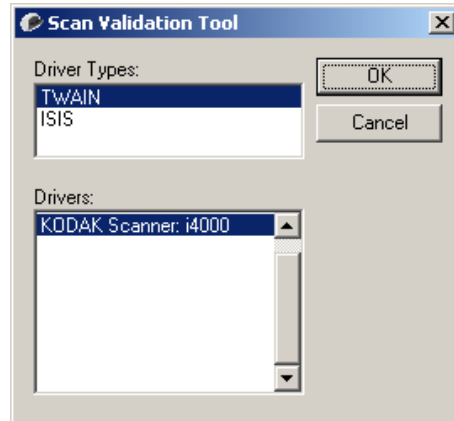 Scan Validation Tool
Driver Types:
TWAIN
ISIS
OK
Cancel
Drivers:
KODAK Scanner: i4000